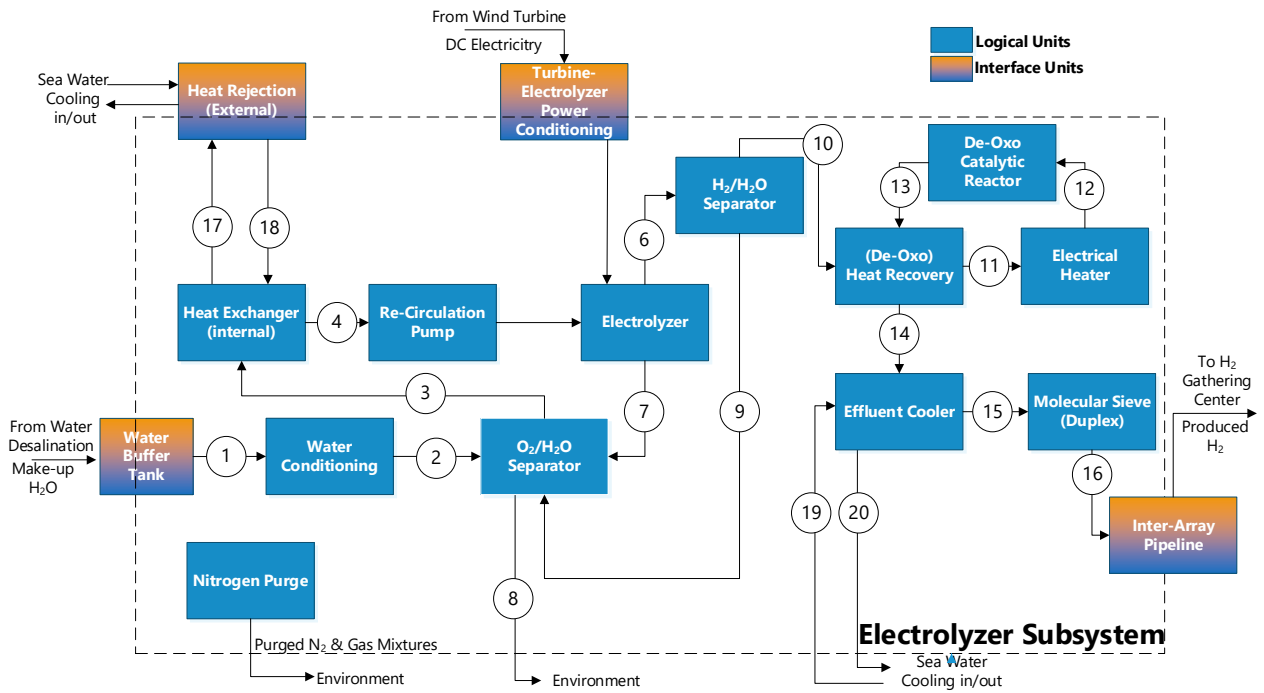 From Wind Turbine
DC Electricitry
Logical Units
Interface Units
Sea Water
Cooling
in/out
Heat Rejection
(External)
Turbine-
Electrolyzer
Power
Conditioning
10
De-Oxo
Catalytic
Reactor
H₂/H₂O
Separator
13
12
17
18
6
(De-Oxo)
Heat Recovery
11
Electrical
Heater
Heat Exchanger
(internal)
4
Re-Circulation
Pump
Electrolyzer
14
3
7
9
Effluent Cooler
15
Molecular Sieve
(Duplex)
To H₂
Gathering
Center
Produced
H₂
From Water
Desalination
Make-up
H₂O
Water
Buffer
Tank
1
Water
Conditioning
2
O₂/H₂O
Separator
16
19
20
Inter-Array
Pipeline
Nitrogen Purge
8
Purged N₂ & Gas Mixtures
Environment
Environment
Electrolyzer Subsystem
Sea Water
Cooling in/out